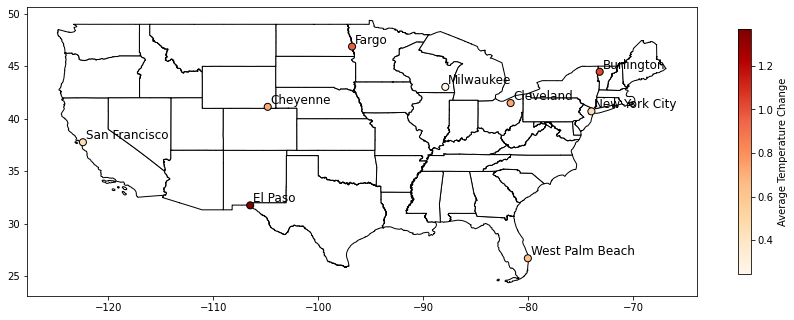 50
45
40
35
30
25
Fargo
Burlington
Milwaukee
Cheyenne
Cleveland
New York City
San Francisco
El Paso
West Palm Beach
−120
−110
−100
−90
−80
−70
1.2
1.0
0.8
0.6
0.4
Average Temperature Change